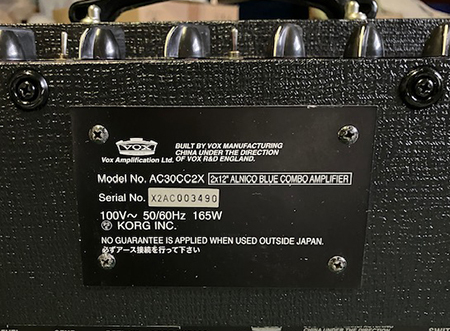 VOX
Vox Amplification Ltd.
BUILT BY VOX MANUFACTURING
CHINA UNDER THE DIRECTION
OF VOX R&D ENGLAND.
Model No. AC30CC2X 2x12" ALNICO BLUE COMBO AMPLIFIER
Serial No. X2AC003490
100V～ 50/60Hz 165W
KORG INC.
NO GUARANTEE IS APPLIED WHEN USED OUTSIDE JAPAN.
必ずアース接続を行って下さい